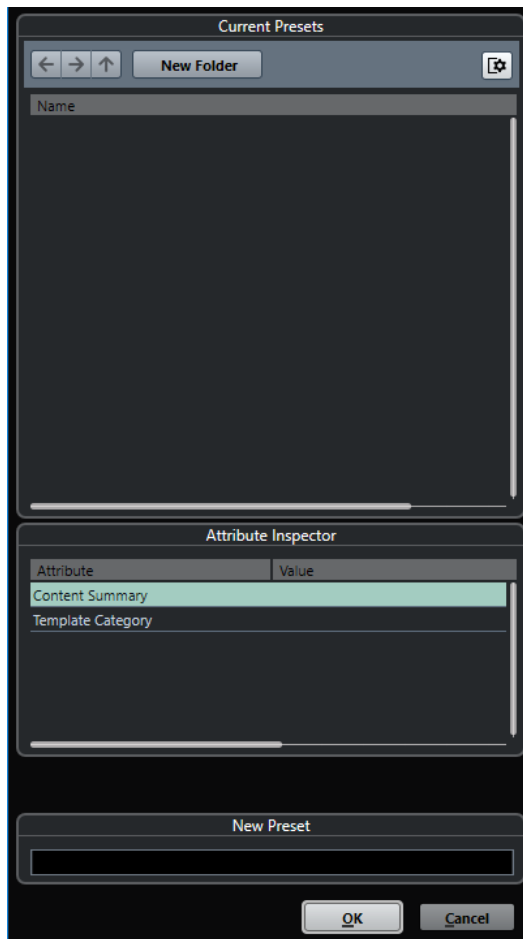 Current Presets
New Folder
Name
Attribute Inspector
Attribute Value
Content Summary
Template Category
New Preset
OK Cancel